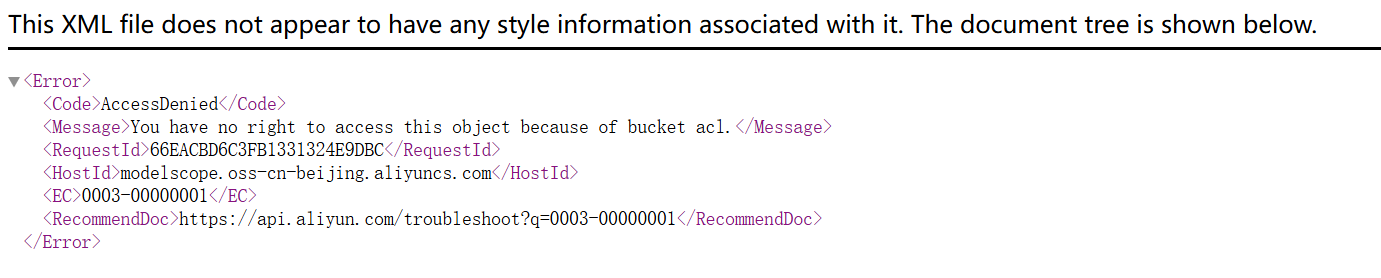 This XML file does not appear to have any style information associated with it. The document tree is shown below.
▼<Error>
<Code>AccessDenied</Code>
<Message>You have no right to access this object because of bucket acl.</Message>
<RequestId>66EACBD6C3FB1331324E9DBC</RequestId>
<HostId>modelscope.oss-cn-beijing.aliyuncs.com</HostId>
<EC>0003-00000001</EC>
<RecommendDoc>https://api.aliyun.com/troubleshoot?q=0003-00000001</RecommendDoc>
</Error>